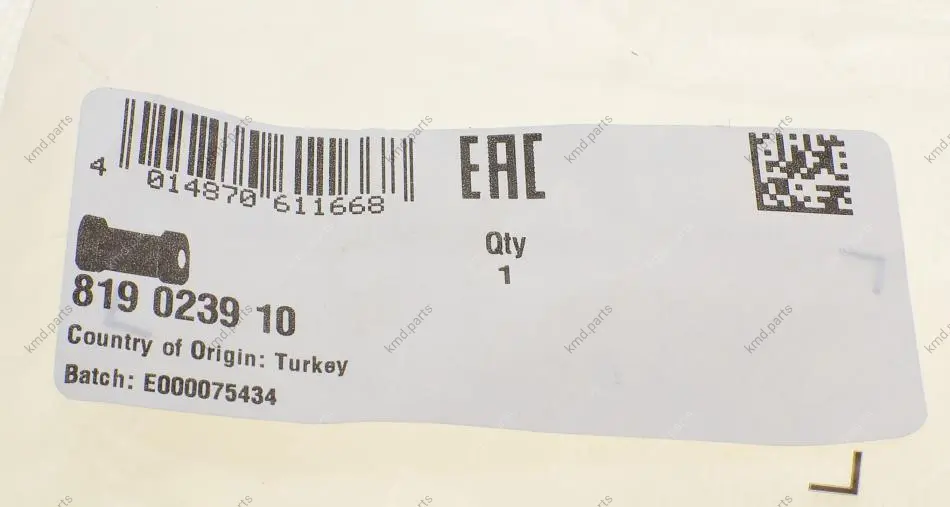 4 014870 611668
EAC
Qty
1
819 0239 10
Country of Origin: Turkey
Batch: E000075434
kmd.parts